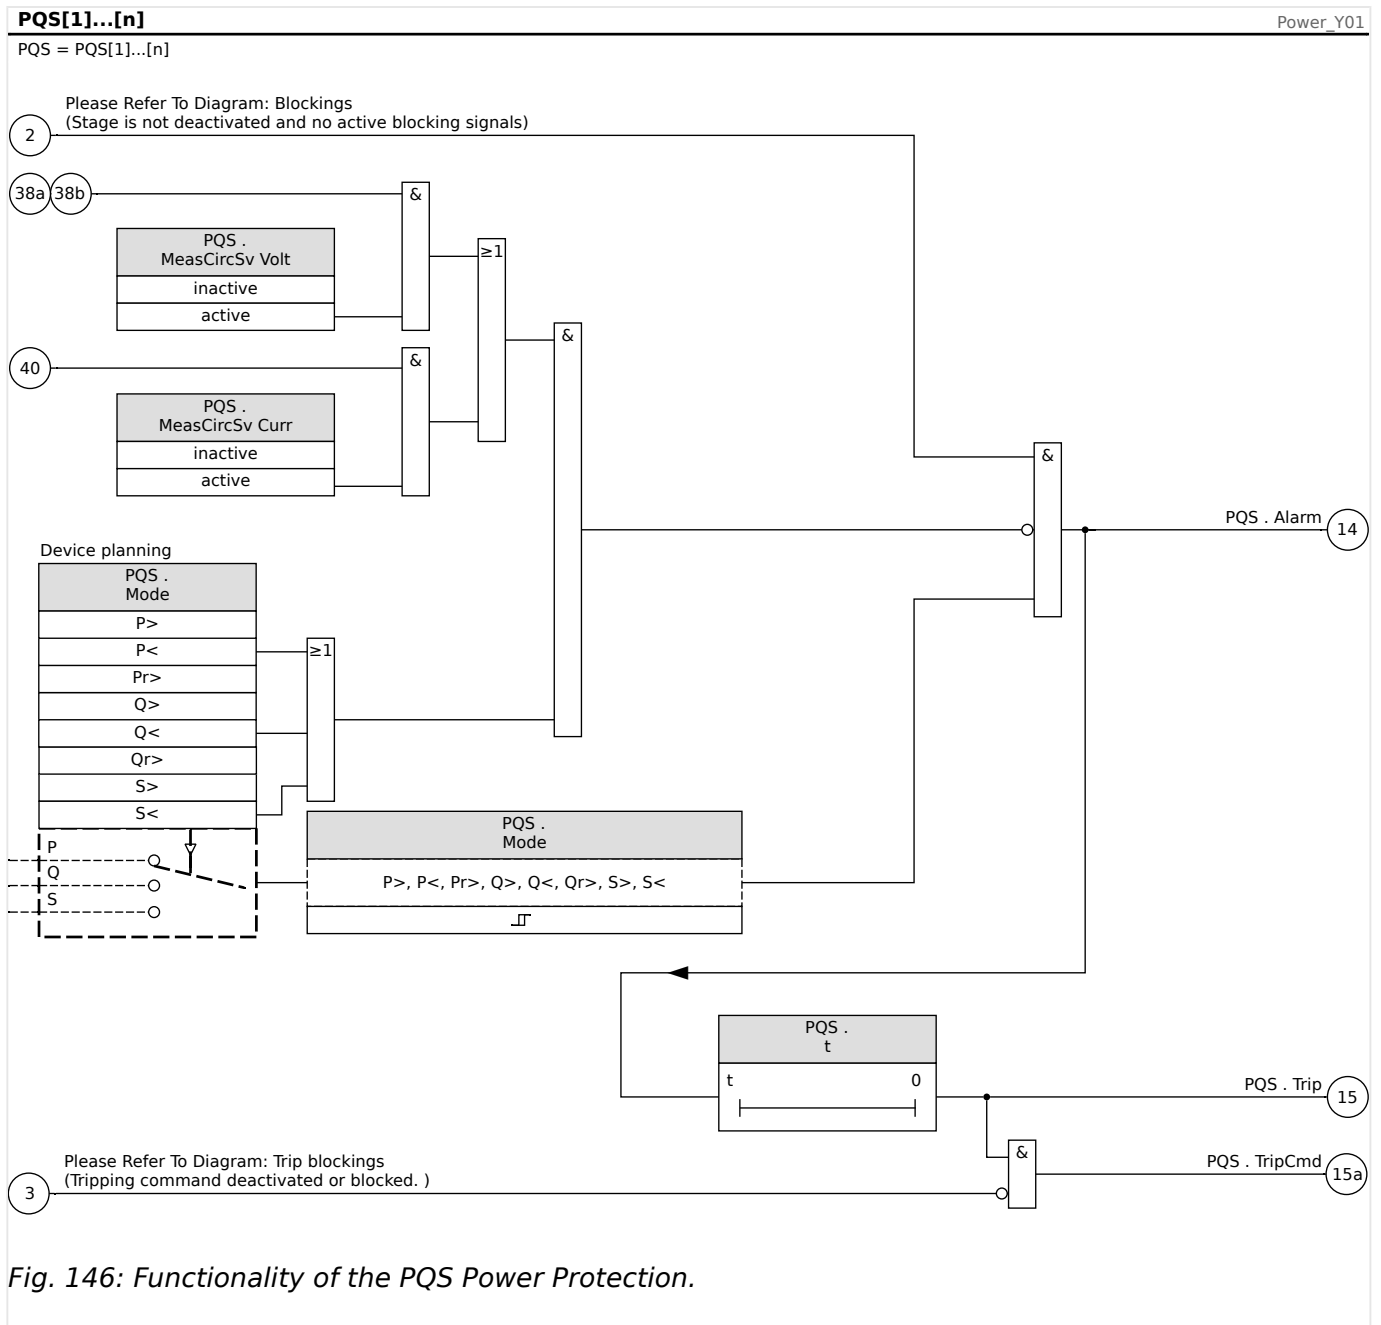 PQS[1]...[n]
Power_Y01
PQS = PQS[1]...[n]
Please Refer To Diagram: Blockings
(Stage is not deactivated and no active blocking signals)
2
38a 38b
&
PQS .
MeasCircSv Volt
inactive
active
≥1
&
40
&
PQS .
MeasCircSv Curr
inactive
active
&
PQS . Alarm
14
Device planning
PQS .
Mode
P>
P<
Pr>
Q>
Q<
Qr>
S>
S<
≥1
P
Q
S
PQS .
Mode
P>, P<, Pr>, Q>, Q<, Qr>, S>, S<
PQS .
t
t 0
PQS . Trip
15
Please Refer To Diagram: Trip blockings
(Tripping command deactivated or blocked. )
3
&
PQS . TripCmd
15a
Fig. 146: Functionality of the PQS Power Protection.